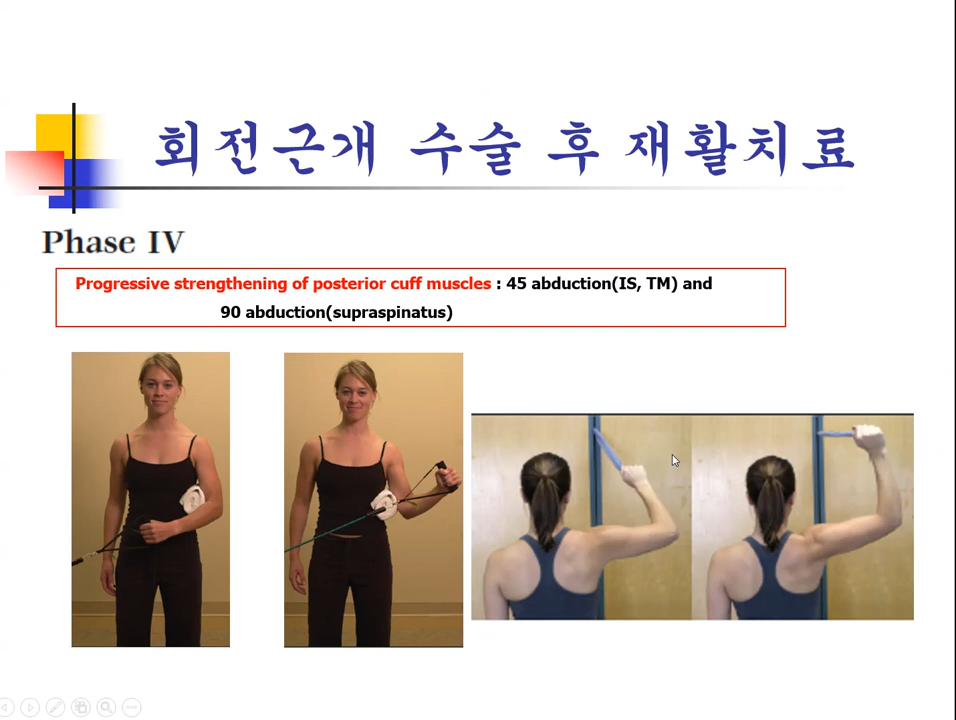 회전근개 수술 후 재활치료
Phase IV
Progressive strengthening of posterior cuff muscles : 45 abduction(IS, TM) and
90 abduction(supraspinatus)